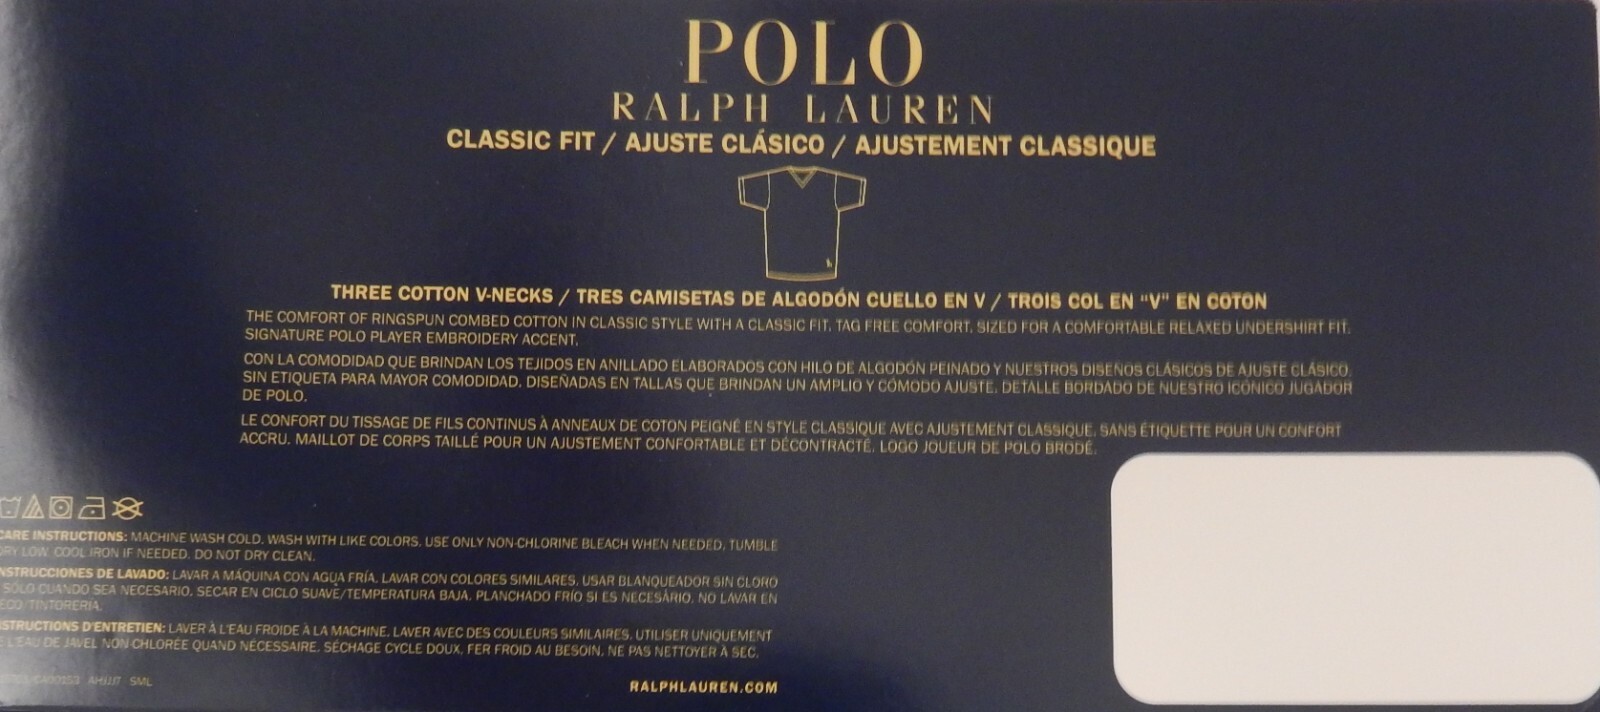 POLO
RALPH LAUREN
CLASSIC FIT / AJUSTE CLÁSICO / AJUSTEMENT CLASSIQUE
THREE COTTON V-NECKS / TRES CAMISETAS DE ALGODÓN CUELLO EN V / TROIS COL EN "V" EN COTON
THE COMFORT OF RINGSPUN COMBED COTTON IN CLASSIC STYLE WITH A CLASSIC FIT. TAG FREE COMFORT. SIZED FOR A COMFORTABLE RELAXED UNDERSHIRT FIT.
SIGNATURE POLO PLAYER EMBROIDERY ACCENT.
CON LA COMODIDAD QUE BRINDAN LOS TEJIDOS EN ANILLADO ELABORADOS CON HILO DE ALGODÓN PEINADO Y NUESTROS DISEÑOS CLÁSICOS DE AJUSTE CLÁSICO.
SIN ETIQUETA PARA MAYOR COMODIDAD. DISEÑADAS EN TALLAS QUE BRINDAN UN AMPLIO Y CÓMODO AJUSTE. DETALLE BORDADO DE NUESTRO ICÓNICO JUGADOR
DE POLO.
LE CONFORT DU TISSAGE DE FILS CONTINUS À ANNEAUX DE COTON PEIGNÉ EN STYLE CLASSIQUE AVEC AJUSTEMENT CLASSIQUE. SANS ÉTIQUETTE POUR UN CONFORT
ACCRU. MAILLOT DE CORPS TAILLÉ POUR UN AJUSTEMENT CONFORTABLE ET DÉCONTRACTÉ. LOGO JOUEUR DE POLO BRODÉ.
CARE INSTRUCTIONS: MACHINE WASH COLD. WASH WITH LIKE COLORS. USE ONLY NON-CHLORINE BLEACH WHEN NEEDED. TUMBLE
DRY LOW. COOL IRON IF NEEDED. DO NOT DRY CLEAN.
NSTRUCCIONES DE LAVADO: LAVAR A MÁQUINA CON AGUA FRÍA. LAVAR CON COLORES SIMILARES. USAR BLANQUEADOR SIN CLORO
SÓLO CUANDO SEA NECESARIO. SECAR EN CICLO SUAVE/TEMPERATURA BAJA. PLANCHADO FRÍO SI ES NECESARIO. NO LAVAR EN
ECO/TINTORERÍA.
STRUCTIONS D'ENTRETIEN: LAVER À L'EAU FROIDE À LA MACHINE. LAVER AVEC DES COULEURS SIMILAIRES. UTILISER UNIQUEMENT
L'EAU DE JAVEL NON CHLORÉE QUAND NÉCESSAIRE. SÉCHAGE CYCLE DOUX. FER FROID AU BESOIN. NE PAS NETTOYER À SEC.
SML
RALPHLAUREN.COM